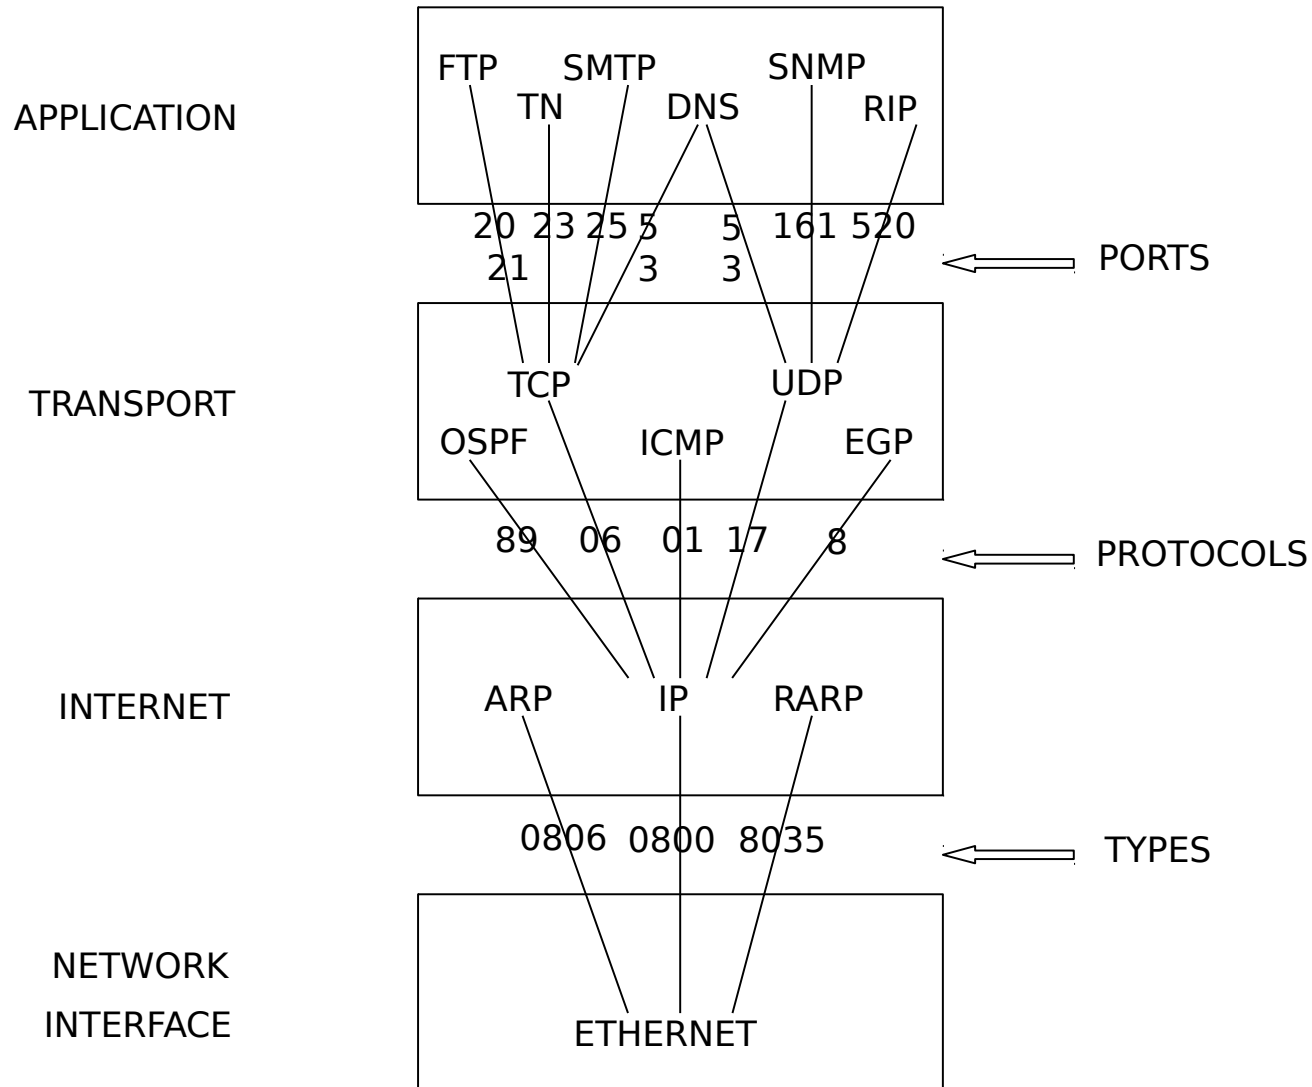 FTP SMTP SNMP
TN DNS RIP
APPLICATION
20 23 25 5 5 161 520
21 3 3
PORTS
TCP UDP
TRANSPORT
OSPF ICMP EGP
89 06 01 17 8
PROTOCOLS
ARP IP RARP
INTERNET
0806 0800 8035
TYPES
NETWORK
INTERFACE
ETHERNET